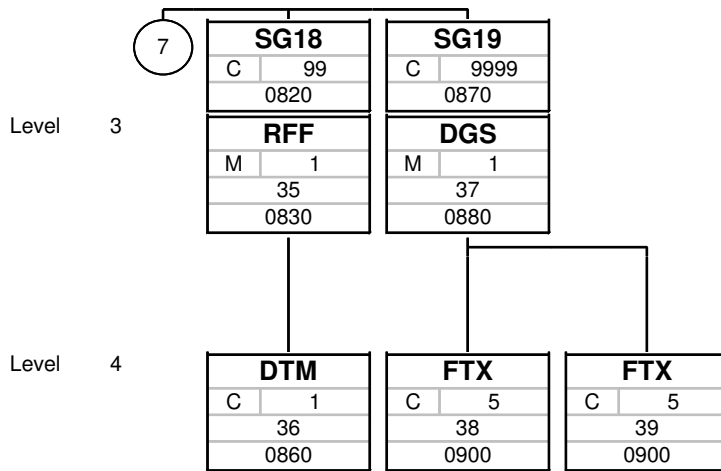 7
SG18 SG19
C 99 C 9999
0820 0870
Level 3
RFF DGS
M 1 M 1
35 37
0830 0880
Level 4
DTM FTX FTX
C 1 C 5 C 5
36 38 39
0860 0900 0900